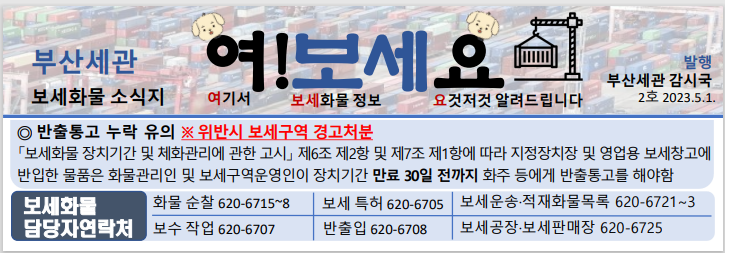 부산세관
보세화물 소식지
여!보세요
여기서 보세화물 정보 요것저것 알려드립니다
발행
부산세관 감시국
2호 2023.5.1.
◎ 반출통고 누락 유의 ※ 위반시 보세구역 경고처분
「보세화물 장치기간 및 체화관리에 관한 고시」 제6조 제2항 및 제7조 제1항에 따라 지정장치장 및 영업용 보세창고에
반입한 물품은 화물관리인 및 보세구역운영인이 장치기간 만료 30일 전까지 화주 등에게 반출통고를 해야함
보세화물
담당자연락처
화물 순찰 620-6715~8 보세 특허 620-6705 보세운송·적재화물목록 620-6721~3
보수 작업 620-6707 반출입 620-6708 보세공장·보세판매장 620-6725